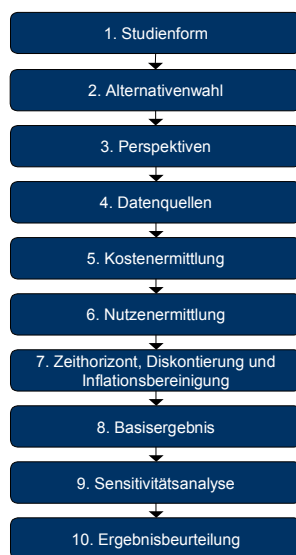 1. Studienform
2. Alternativenwahl
3. Perspektiven
4. Datenquellen
5. Kostenermittlung
6. Nutzenermittlung
7. Zeithorizont, Diskontierung und
Inflationsbereinigung
8. Basisergebnis
9. Sensitivitätsanalyse
10. Ergebnisbeurteilung